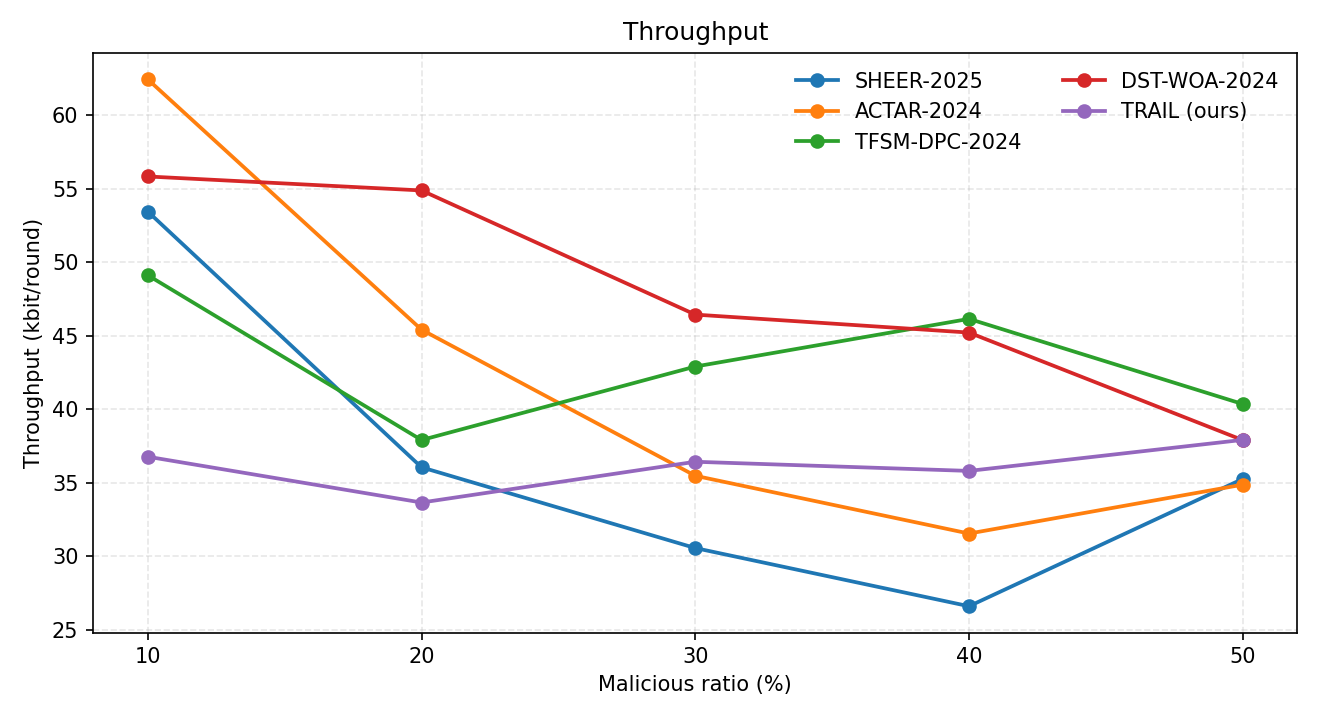 Throughput
SHEER-2025
ACTAR-2024
TFSM-DPC-2024
DST-WOA-2024
TRAIL (ours)
Throughput (kbit/round)
60
55
50
45
40
35
30
25
10 20 30 40 50
Malicious ratio (%)